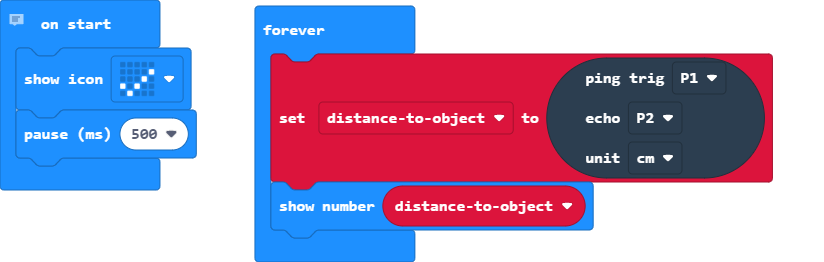 on start
show icon
pause (ms) 500
forever
set distance-to-object to
ping trig P1
echo P2
unit cm
show number distance-to-object